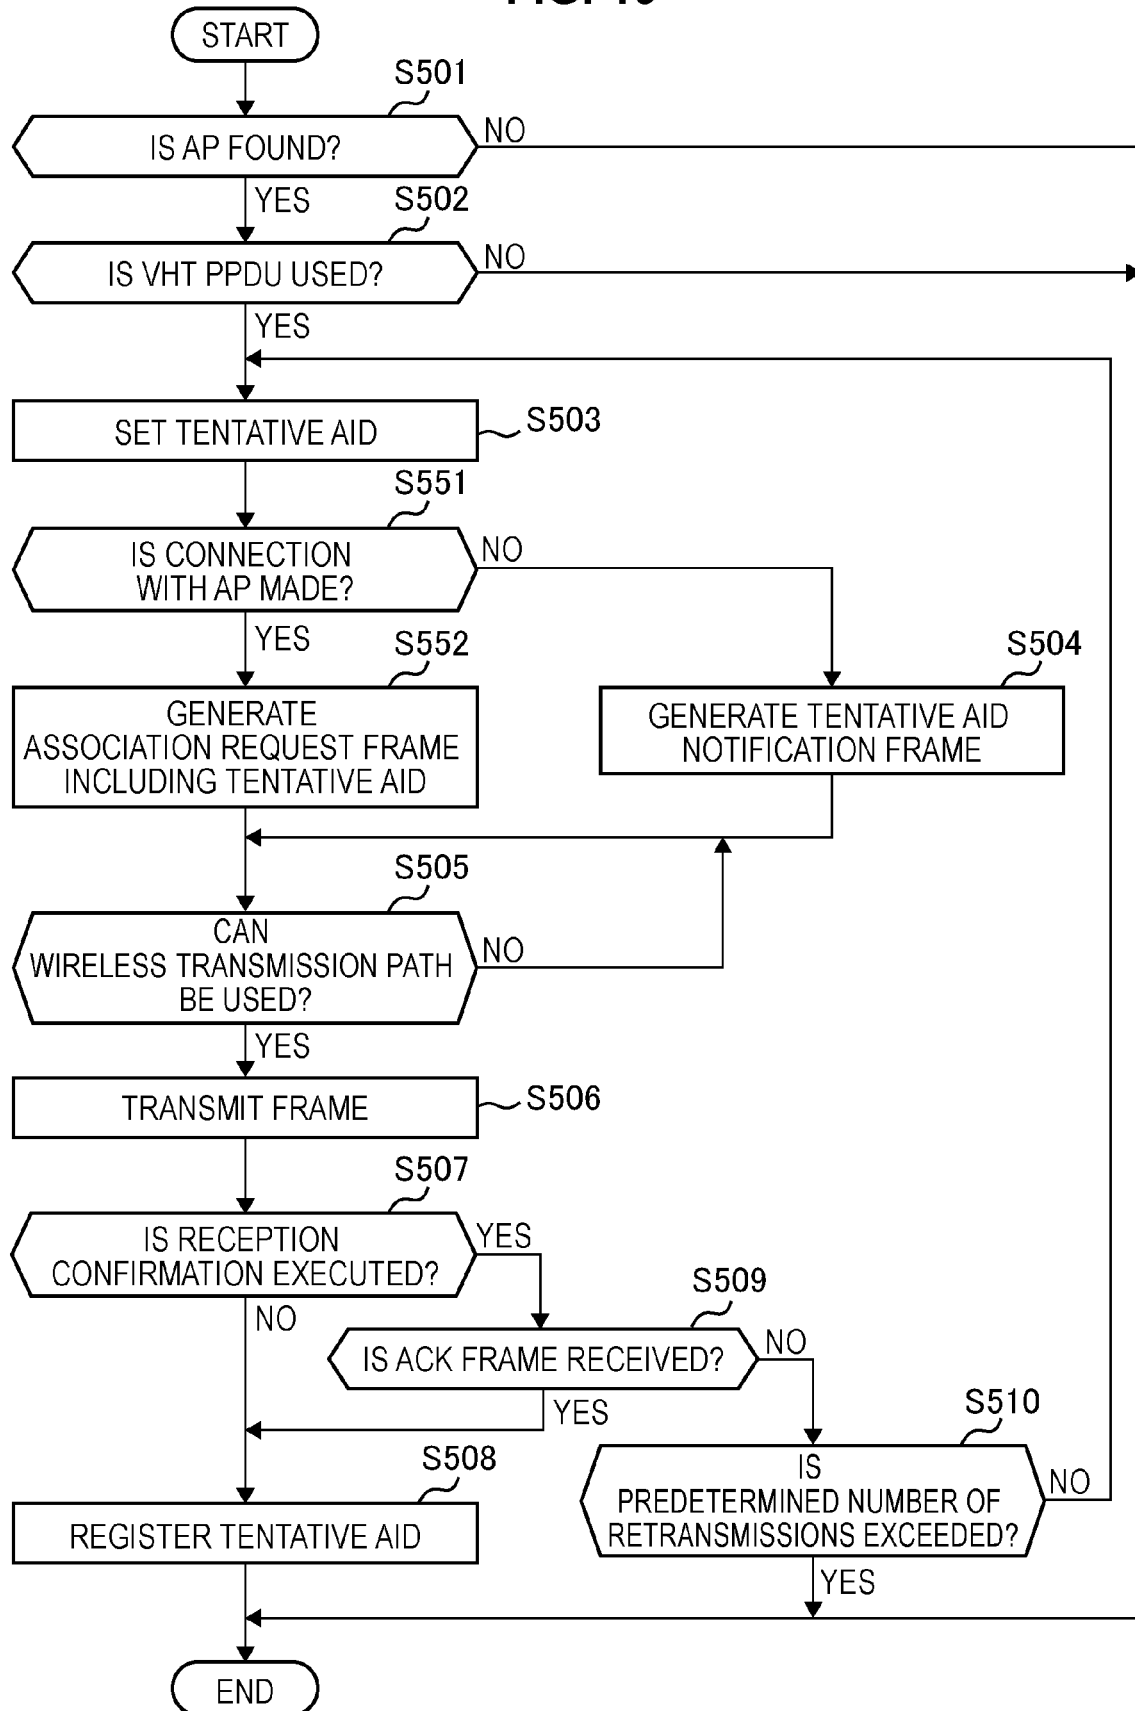 START
S501
IS AP FOUND?
NO
YES
S502
IS VHT PPDU USED?
NO
YES
SET TENTATIVE AID
S503
S551
IS CONNECTION
WITH AP MADE?
NO
YES
S552
GENERATE
ASSOCIATION REQUEST FRAME
INCLUDING TENTATIVE AID
S504
GENERATE TENTATIVE AID
NOTIFICATION FRAME
S505
CAN
WIRELESS TRANSMISSION PATH
BE USED?
NO
YES
TRANSMIT FRAME
S506
S507
IS RECEPTION
CONFIRMATION EXECUTED?
YES
NO
S509
IS ACK FRAME RECEIVED?
NO
YES
S510
IS
PREDETERMINED NUMBER OF
RETRANSMISSIONS EXCEEDED?
NO
YES
S508
REGISTER TENTATIVE AID
END